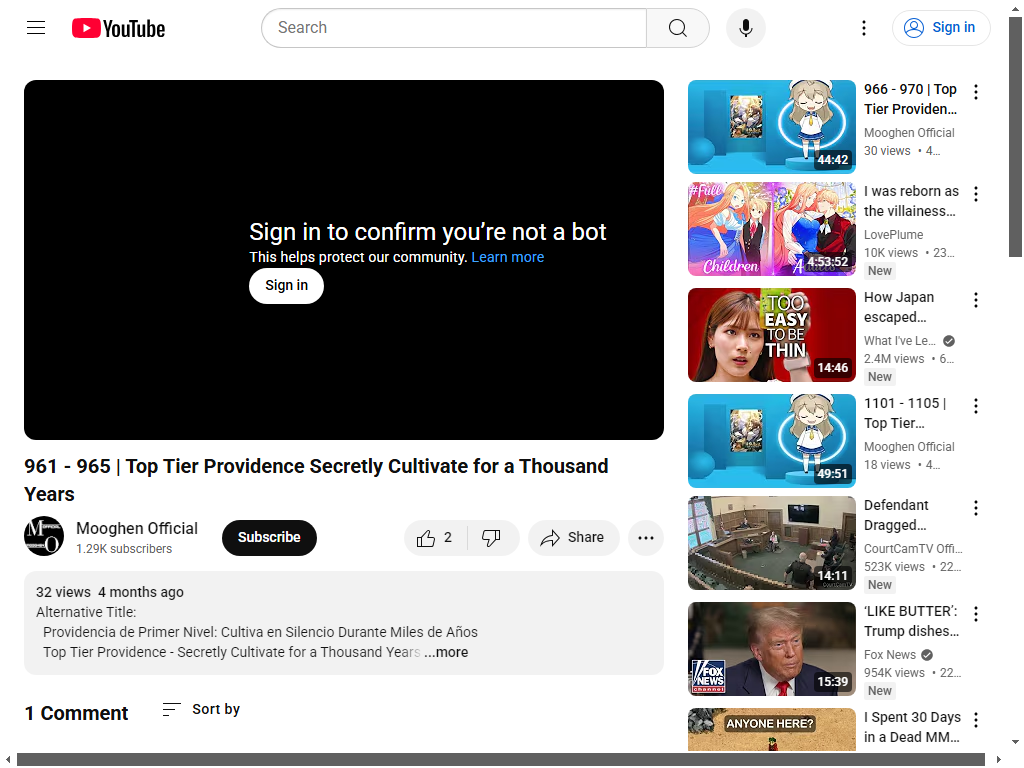 YouTube
Search
Sign in
Sign in to confirm you’re not a bot
This helps protect our community. Learn more
Sign in
961 - 965 | Top Tier Providence Secretly Cultivate for a Thousand
Years
Mooghen Official
1.29K subscribers
Subscribe
2
Share
32 views 4 months ago
Alternative Title:
Providencia de Primer Nivel: Cultiva en Silencio Durante Miles de Años
Top Tier Providence - Secretly Cultivate for a Thousand Years ...more
1 Comment
Sort by
44:42
966 - 970 | Top
Tier Providen...
Mooghen Official
30 views • 4...
#Full
Children
4:53:52
I was reborn as
the villainess...
LovePlume
10K views • 23...
New
TOO
EASY
TO BE
THIN
14:46
How Japan
escaped...
What I've Le...
2.4M views • 6...
New
49:51
1101 - 1105 |
Top Tier...
Mooghen Official
18 views • 4...
14:11
Defendant
Dragged...
CourtCamTV Offi...
523K views • 22...
New
FOX
NEWS
channel
15:39
‘LIKE BUTTER’:
Trump dishes...
Fox News
954K views • 22...
New
ANYONE HERE?
I Spent 30 Days
in a Dead MM...